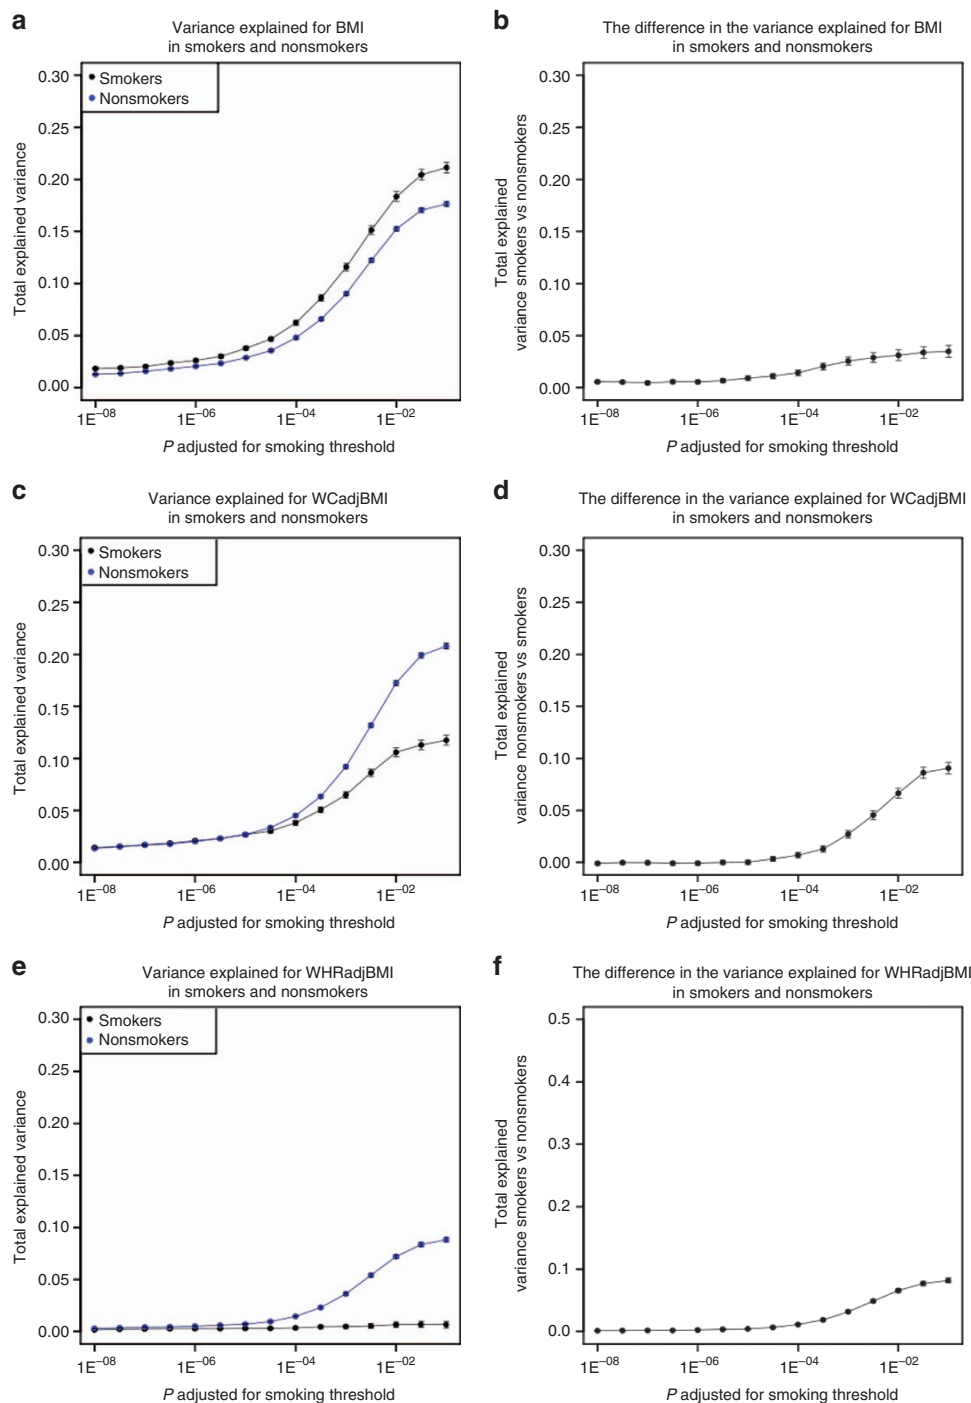 a
Variance explained for BMI
in smokers and nonsmokers
Smokers
Nonsmokers
Total explained variance
0.30
0.25
0.20
0.15
0.10
0.05
0.00
1E–08
1E–06
1E–04
1E–02
P adjusted for smoking threshold
b
The difference in the variance explained for BMI
in smokers and nonsmokers
Total explained
variance smokers vs nonsmokers
0.30
0.25
0.20
0.15
0.10
0.05
0.00
1E–08
1E–06
1E–04
1E–02
P adjusted for smoking threshold
c
Variance explained for WCadjBMI
in smokers and nonsmokers
Smokers
Nonsmokers
Total explained variance
0.30
0.25
0.20
0.15
0.10
0.05
0.00
1E–08
1E–06
1E–04
1E–02
P adjusted for smoking threshold
d
The difference in the variance explained for WCadjBMI
in smokers and nonsmokers
Total explained
variance nonsmokers vs smokers
0.30
0.25
0.20
0.15
0.10
0.05
0.00
1E–08
1E–06
1E–04
1E–02
P adjusted for smoking threshold
e
Variance explained for WHRadjBMI
in smokers and nonsmokers
Smokers
Nonsmokers
Total explained variance
0.30
0.25
0.20
0.15
0.10
0.05
0.00
1E–08
1E–06
1E–04
1E–02
P adjusted for smoking threshold
f
The difference in the variance explained for WHRadjBMI
in smokers and nonsmokers
Total explained
variance smokers vs nonsmokers
0.5
0.4
0.3
0.2
0.1
0.0
1E–08
1E–06
1E–04
1E–02
P adjusted for smoking threshold